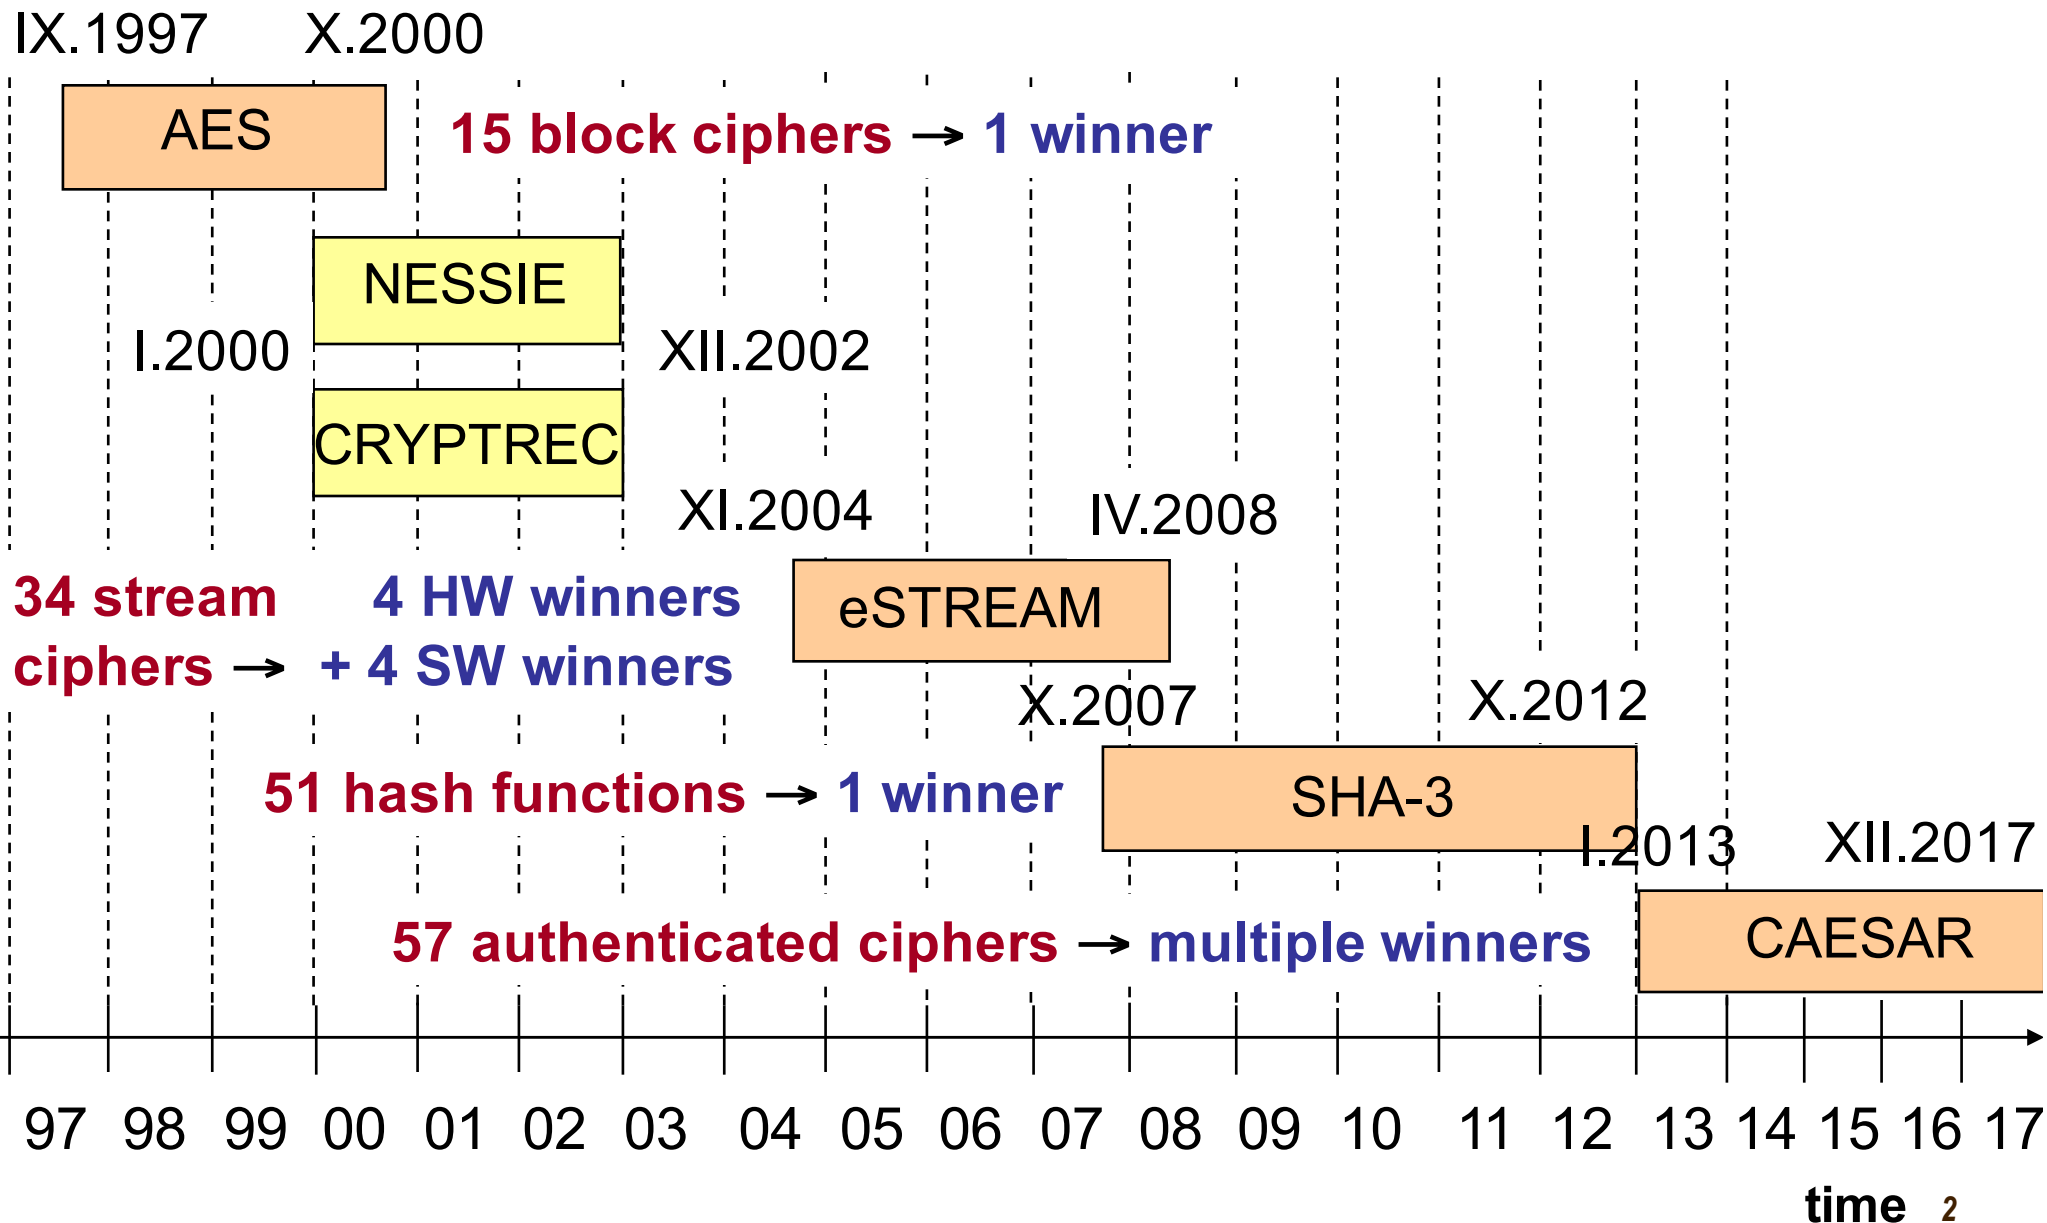 IX.1997 X.2000
AES
15 block ciphers → 1 winner
NESSIE
I.2000 XII.2002
CRYPTREC
XI.2004 IV.2008
34 stream 4 HW winners
ciphers → + 4 SW winners
eSTREAM
X.2007 X.2012
51 hash functions → 1 winner
SHA-3
I.2013 XII.2017
57 authenticated ciphers → multiple winners
CAESAR
97 98 99 00 01 02 03 04 05 06 07 08 09 10 11 12 13 14 15 16 17
time 2